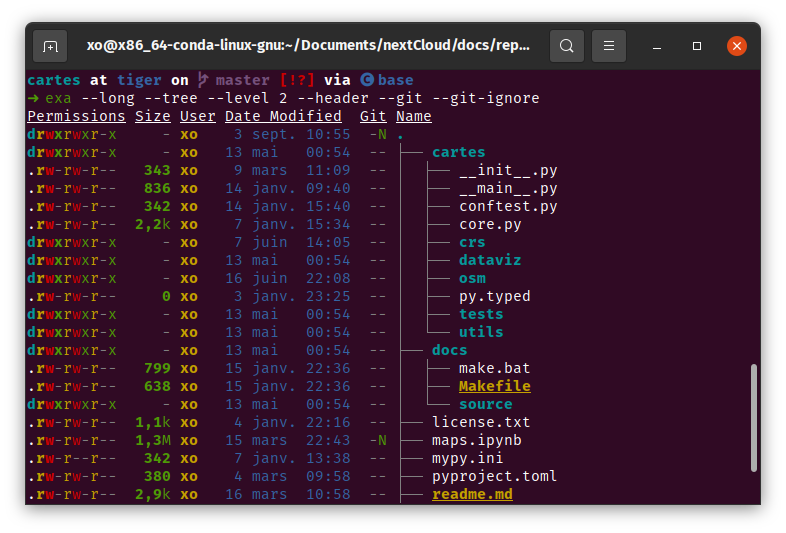 xo@x86_64-conda-linux-gnu:~/Documents/nextCloud/docs/rep...
cartes at tiger on master [!?] via C base
➜ exa --long --tree --level 2 --header --git --git-ignore
Permissions Size User Date Modified Git Name
drwxrwxr-x - xo 3 sept. 10:55 -N .
drwxrwxr-x - xo 13 mai 00:54 -- ├── cartes
.rw-rw-r-- 343 xo 9 mars 11:09 -- │ ├── __init__.py
.rw-rw-r-- 836 xo 14 janv. 09:40 -- │ ├── __main__.py
.rw-rw-r-- 342 xo 14 janv. 15:40 -- │ ├── conftest.py
.rw-rw-r-- 2,2k xo 7 janv. 15:34 -- │ ├── core.py
drwxrwxr-x - xo 7 juin 14:05 -- │ ├── crs
drwxrwxr-x - xo 13 mai 00:54 -- │ ├── dataviz
drwxrwxr-x - xo 16 juin 22:08 -- │ ├── osm
.rw-rw-r-- 0 xo 3 janv. 23:25 -- │ ├── py.typed
drwxrwxr-x - xo 13 mai 00:54 -- │ ├── tests
drwxrwxr-x - xo 13 mai 00:54 -- │ └── utils
drwxrwxr-x - xo 13 mai 00:54 -- ├── docs
.rw-rw-r-- 799 xo 15 janv. 22:36 -- │ ├── make.bat
.rw-rw-r-- 638 xo 15 janv. 22:36 -- │ ├── Makefile
drwxrwxr-x - xo 13 mai 00:54 -- │ └── source
.rw-rw-r-- 1,1k xo 4 janv. 22:16 -- ├── license.txt
.rw-rw-r-- 1,3M xo 15 mars 22:43 -N ├── maps.ipynb
.rw-r--r-- 342 xo 7 janv. 13:38 -- ├── mypy.ini
.rw-rw-r-- 380 xo 4 mars 09:58 -- ├── pyproject.toml
.rw-rw-r-- 2,9k xo 16 mars 10:58 -- ├── readme.md